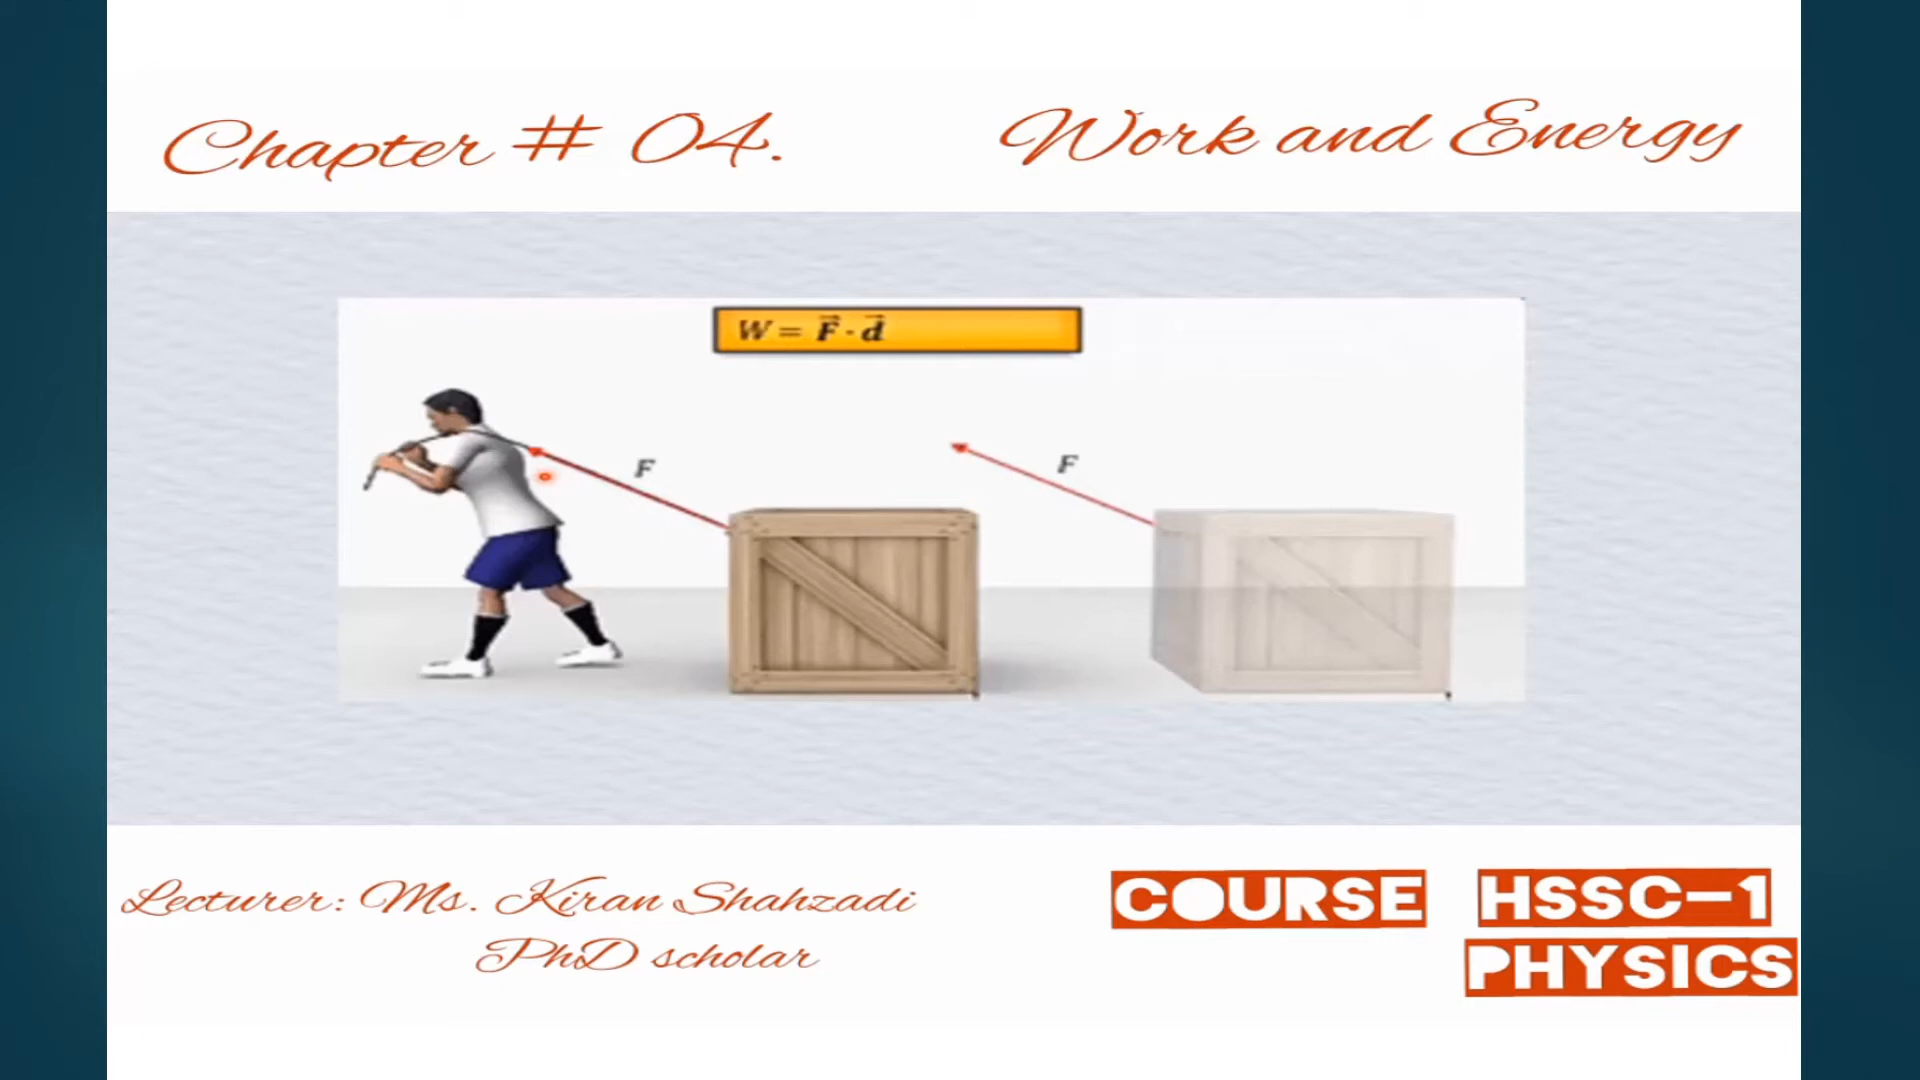 Chapter # 04. Work and Energy
W = F⃗ · d⃗
F
F
Lecturer: Ms. Kiran Shahzadi
PhD scholar
COURSE HSSC-1
PHYSICS